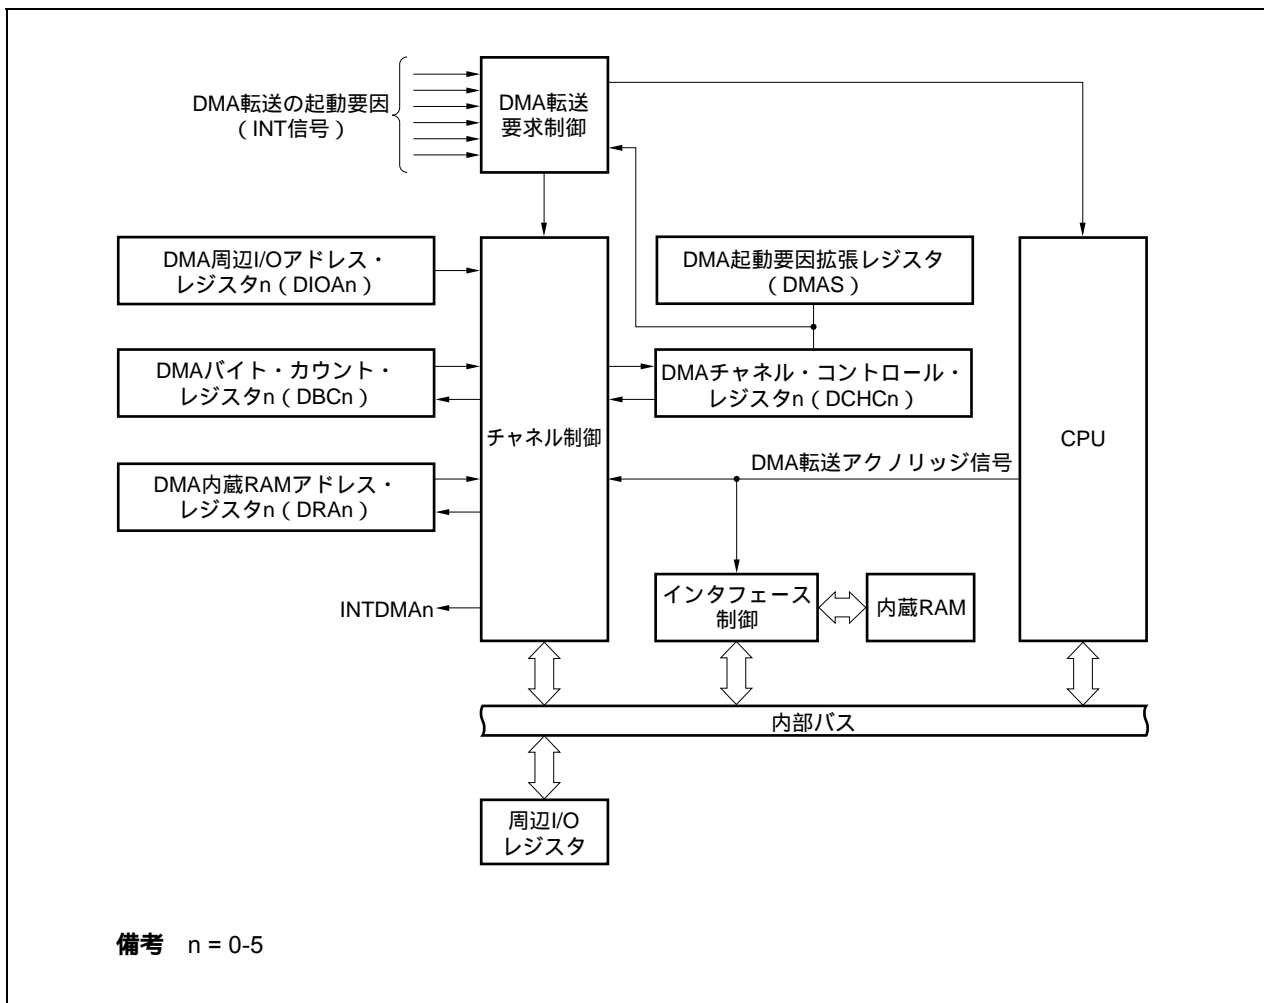 DMA転送の起動要因
(INT信号)
DMA転送
要求制御
DMA周辺I/Oアドレス・
レジスタn(DIOAn)
DMA起動要因拡張レジスタ
(DMAS)
DMAバイト・カウント・
レジスタn(DBCn)
DMAチャネル・コントロール・
レジスタn(DCHCn)
チャネル制御
CPU
DMA転送アクノリッジ信号
DMA内蔵RAMアドレス・
レジスタn(DRAn)
INTDMAn
インタフェース
制御
内蔵RAM
内部バス
周辺I/O
レジスタ
備考 n = 0-5